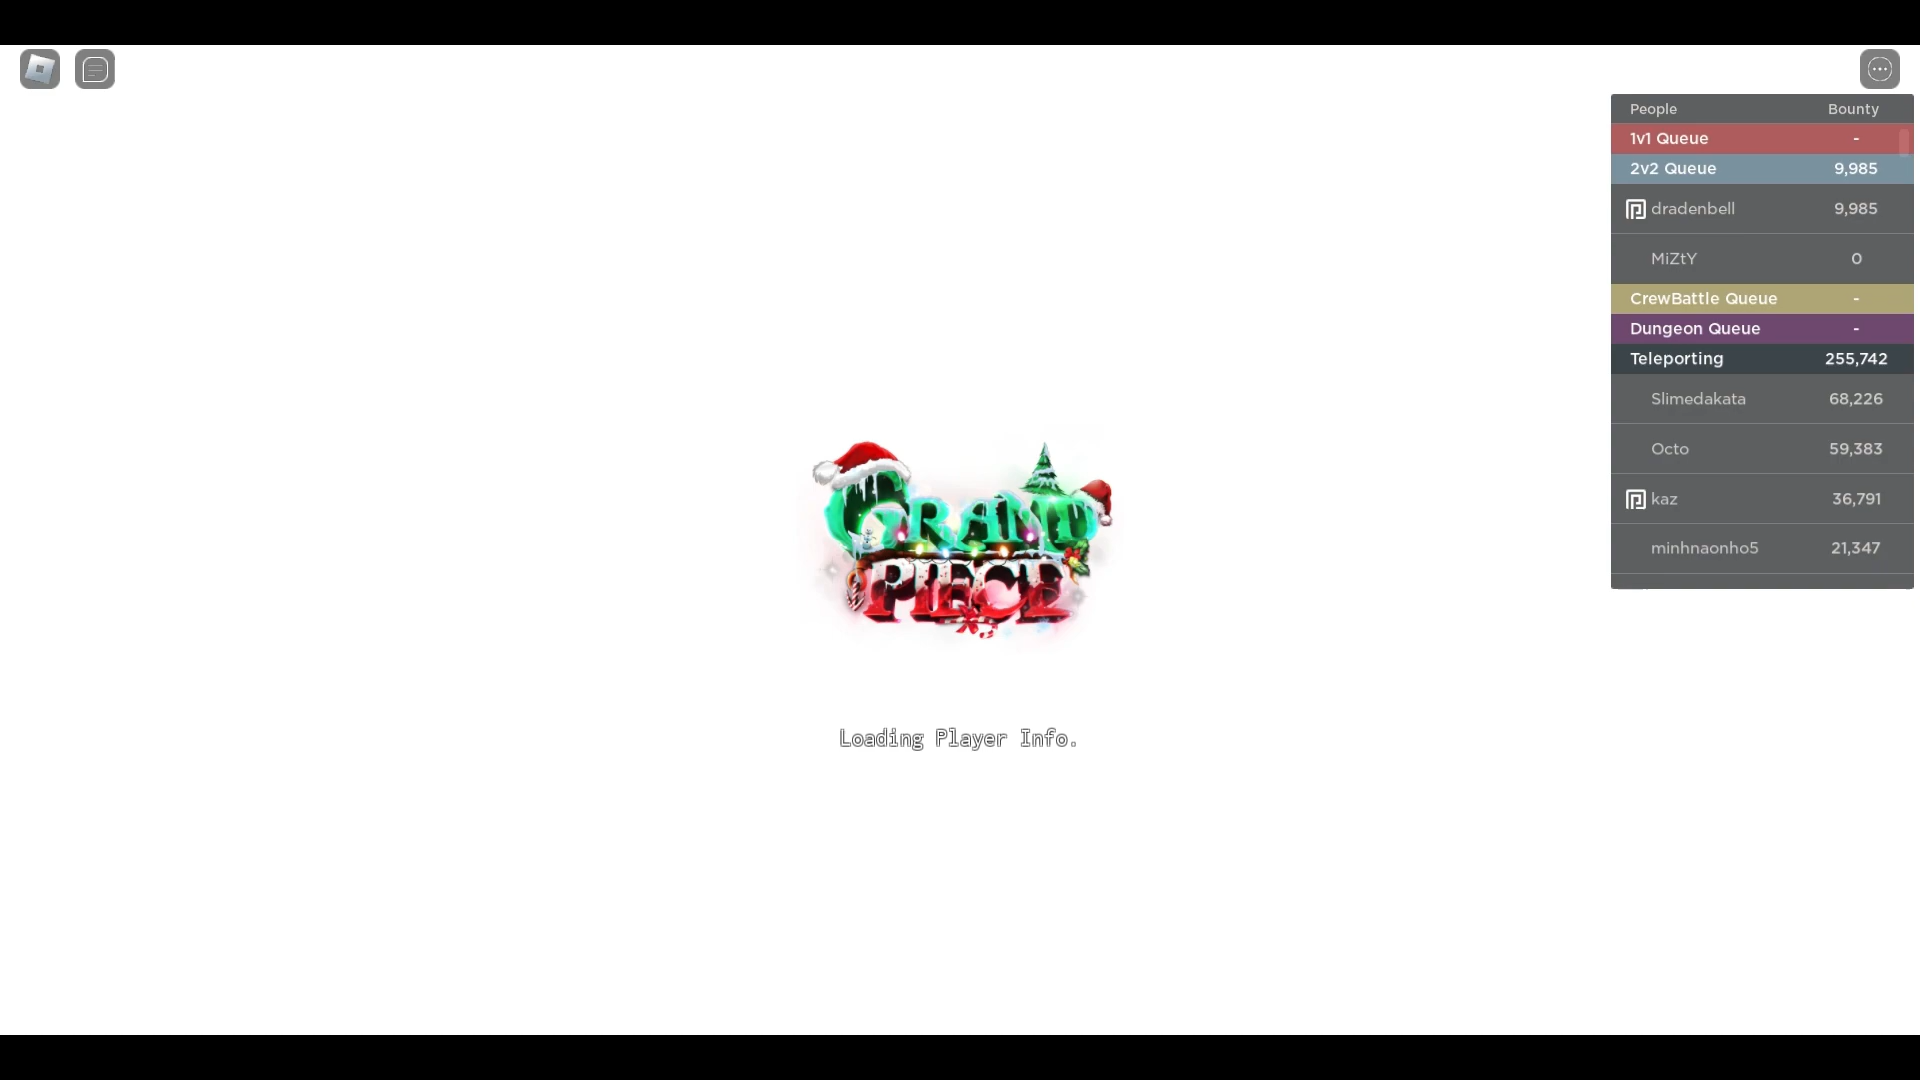 People Bounty
1v1 Queue -
2v2 Queue 9,985
dradenbell 9,985
MiZtY 0
CrewBattle Queue -
Dungeon Queue -
Teleporting 255,742
Slimedakata 68,226
Octo 59,383
kaz 36,791
minhnaonho5 21,347
GRAND
PIECE
Loading Player Info.